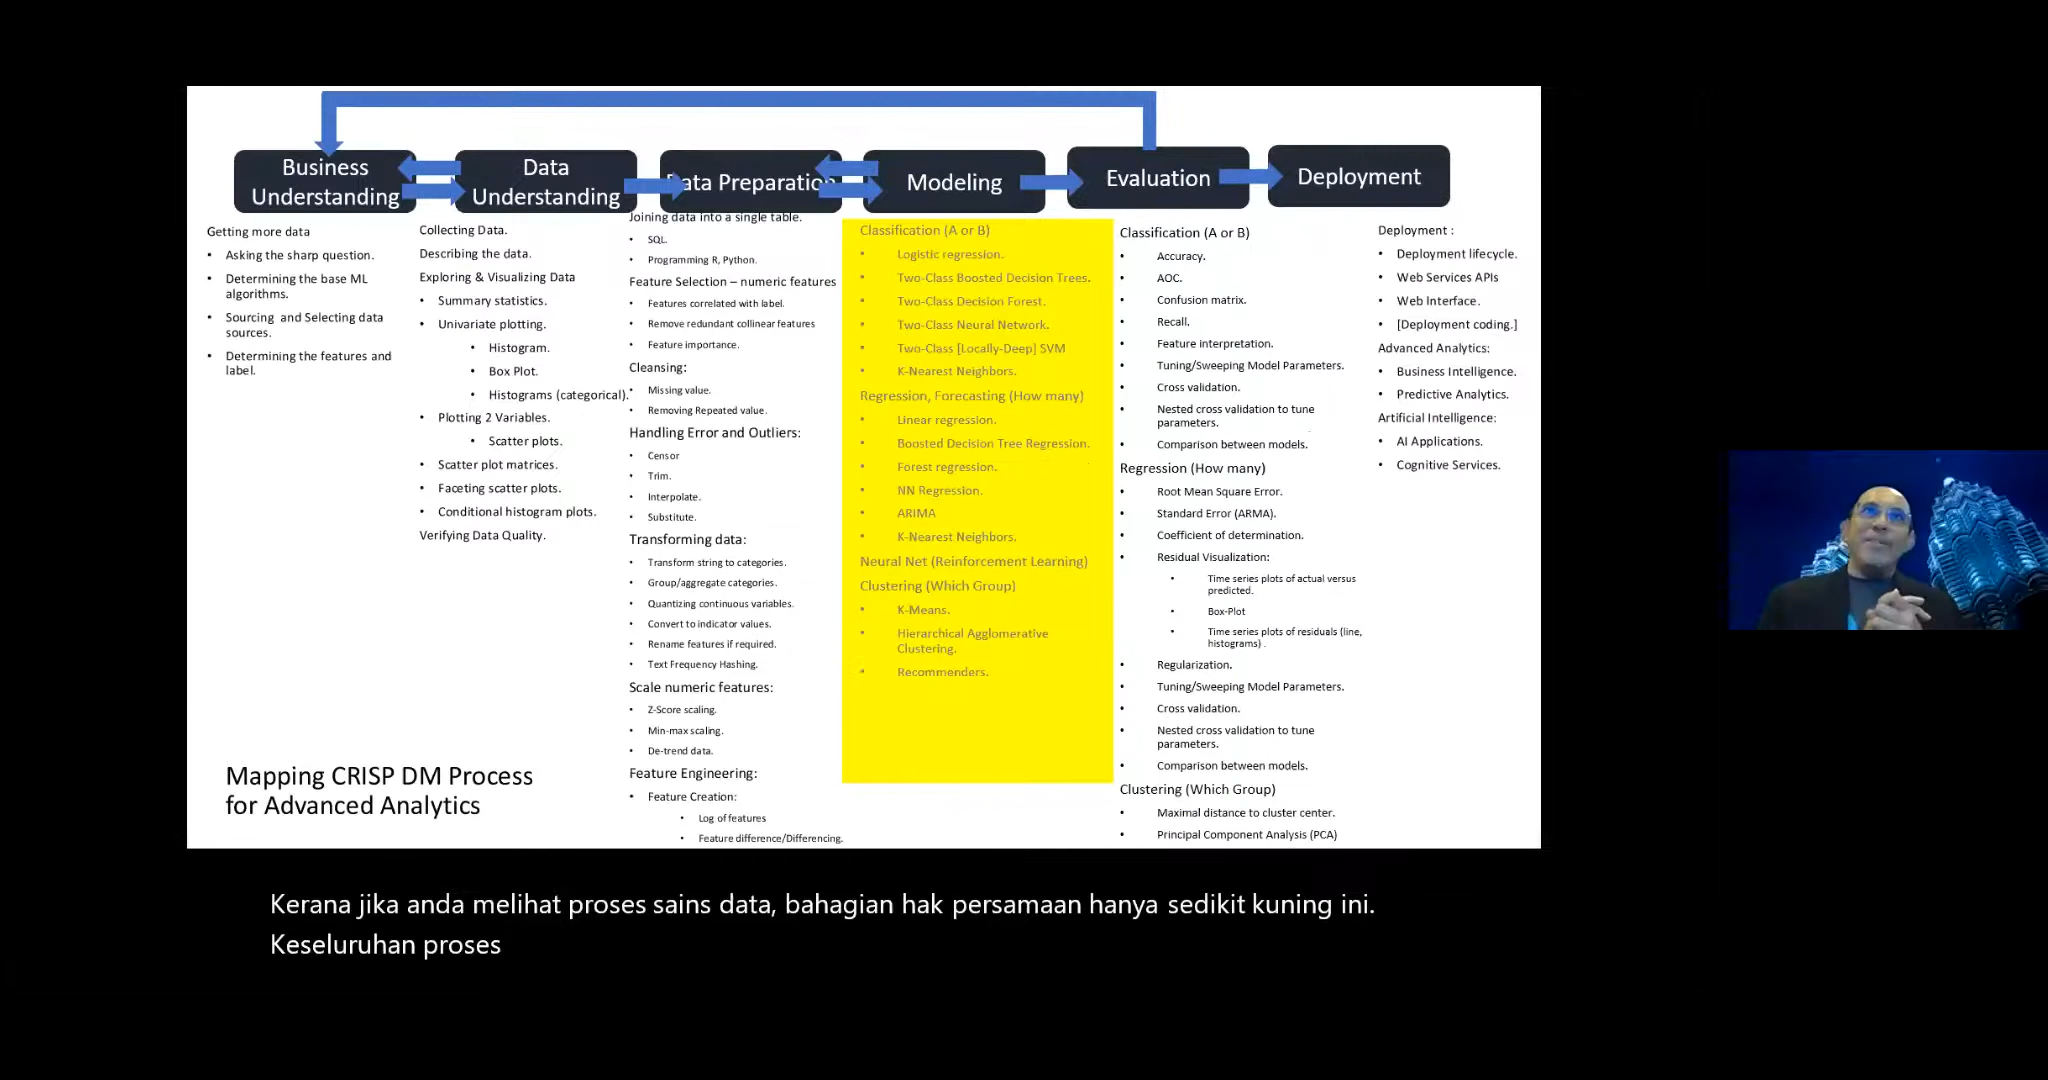 Business
Understanding
Data
Understanding
Data Preparation
Modeling
Evaluation
Deployment
Getting more data
• Asking the sharp question.
• Determining the base ML
algorithms.
• Sourcing and Selecting data
sources.
• Determining the features and
label.
Collecting Data.
Describing the data.
Exploring & Visualizing Data
• Summary statistics.
• Univariate plotting.
• Histogram.
• Box Plot.
• Histograms (categorical).
• Plotting 2 Variables.
• Scatter plots.
• Scatter plot matrices.
• Faceting scatter plots.
• Conditional histogram plots.
Verifying Data Quality.
Joining data into a single table.
• SQL.
• Programming R, Python.
Feature Selection – numeric features
• Features correlated with label.
• Remove redundant collinear features
• Feature importance.
Cleansing:
• Missing value.
• Removing Repeated value.
Handling Error and Outliers:
• Censor
• Trim.
• Interpolate.
• Substitute.
Transforming data:
• Transform string to categories.
• Group/aggregate categories.
• Quantizing continuous variables.
• Convert to indicator values.
• Rename features if required.
• Text Frequency Hashing.
Scale numeric features:
• Z-Score scaling.
• Min-max scaling.
• De-trend data.
Feature Engineering:
• Feature Creation:
• Log of features
• Feature difference/Differencing.
Classification (A or B)
• Logistic regression.
• Two-Class Boosted Decision Trees.
• Two-Class Decision Forest.
• Two-Class Neural Network.
• Two-Class [Locally-Deep] SVM
• K-Nearest Neighbors.
Regression, Forecasting (How many)
• Linear regression.
• Boosted Decision Tree Regression.
• Forest regression.
• NN Regression.
• ARIMA
• K-Nearest Neighbors.
Neural Net (Reinforcement Learning)
Clustering (Which Group)
• K-Means.
• Hierarchical Agglomerative
Clustering.
• Recommenders.
Classification (A or B)
• Accuracy.
• AOC.
• Confusion matrix.
• Recall.
• Feature interpretation.
• Tuning/Sweeping Model Parameters.
• Cross validation.
• Nested cross validation to tune
parameters.
• Comparison between models.
Regression (How many)
• Root Mean Square Error.
• Standard Error (ARMA).
• Coefficient of determination.
• Residual Visualization:
• Time series plots of actual versus
predicted.
• Box-Plot
• Time series plots of residuals (line,
histograms) .
• Regularization.
• Tuning/Sweeping Model Parameters.
• Cross validation.
• Nested cross validation to tune
parameters.
• Comparison between models.
Clustering (Which Group)
• Maximal distance to cluster center.
• Principal Component Analysis (PCA)
Deployment :
• Deployment lifecycle.
• Web Services APIs
• Web Interface.
• [Deployment coding.]
Advanced Analytics:
• Business Intelligence.
• Predictive Analytics.
Artificial Intelligence:
• AI Applications.
• Cognitive Services.
Mapping CRISP DM Process
for Advanced Analytics
Kerana jika anda melihat proses sains data, bahagian hak persamaan hanya sedikit kuning ini.
Keseluruhan proses